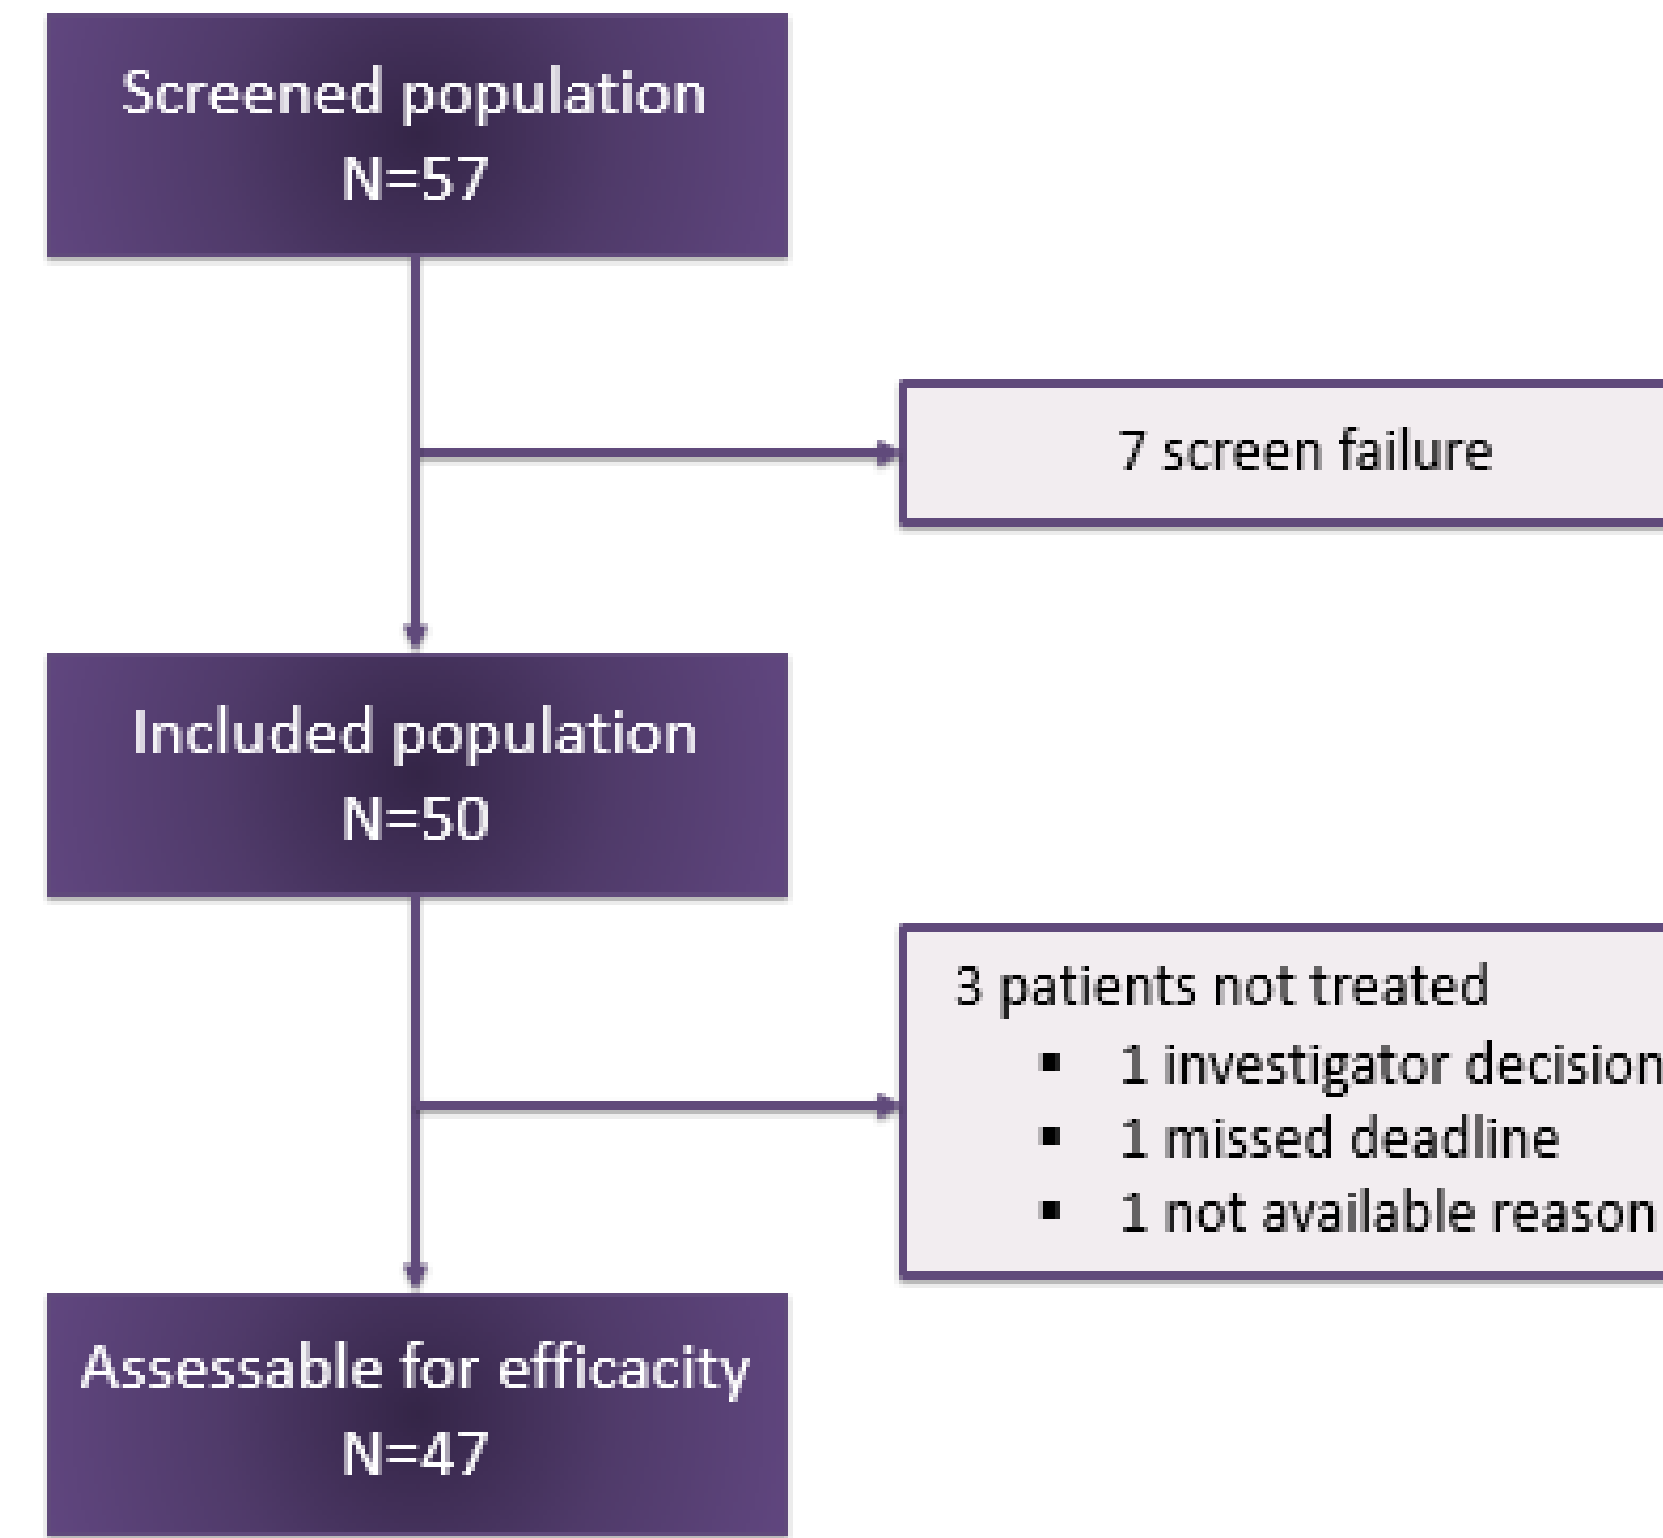 Screened population
N=57
7 screen failure
Included population
N=50
3 patients not treated
▪ 1 investigator decision
▪ 1 missed deadline
▪ 1 not available reason
Assessable for efficacity
N=47